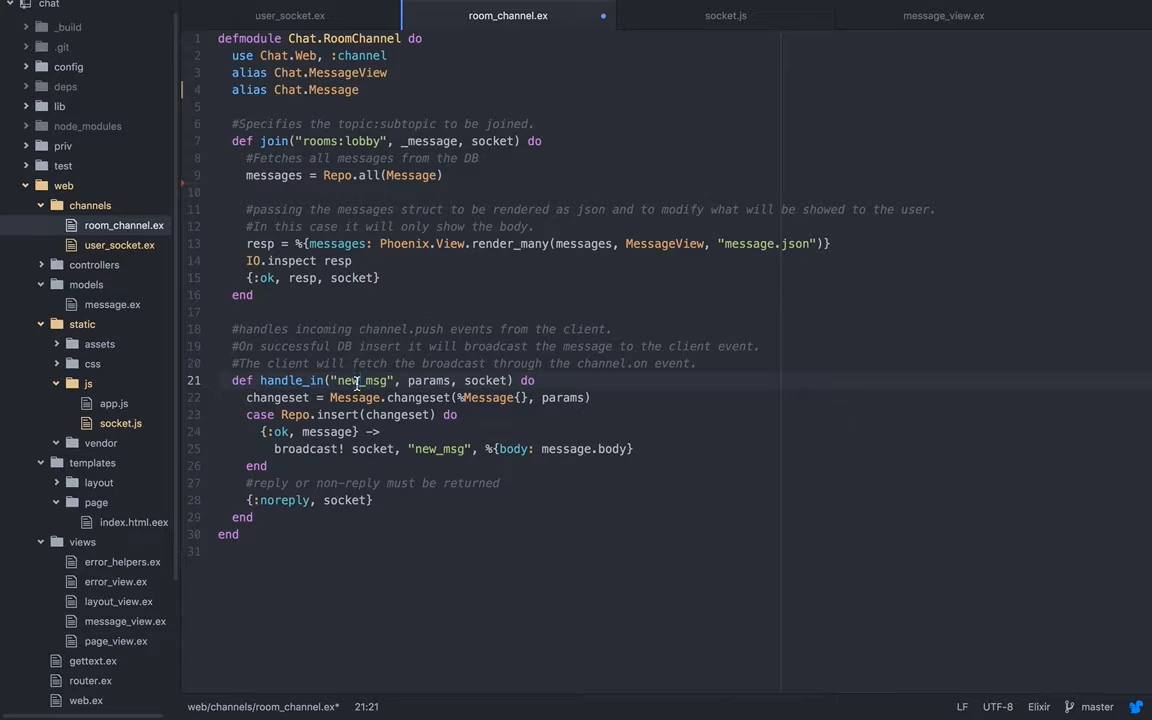 chat
_build
.git
config
deps
lib
node_modules
priv
test
web
channels
room_channel.ex
user_socket.ex
controllers
models
message.ex
static
assets
css
js
app.js
socket.js
vendor
templates
layout
page
index.html.eex
views
error_helpers.ex
error_view.ex
layout_view.ex
message_view.ex
page_view.ex
gettext.ex
router.ex
web.ex
user_socket.ex room_channel.ex socket.js message_view.ex
1 defmodule Chat.RoomChannel do
2 use Chat.Web, :channel
3 alias Chat.MessageView
4 alias Chat.Message
5
6 #Specifies the topic:subtopic to be joined.
7 def join("rooms:lobby", _message, socket) do
8 #Fetches all messages from the DB
9 messages = Repo.all(Message)
10
11 #passing the messages struct to be rendered as json and to modify what will be showed to the user.
12 #In this case it will only show the body.
13 resp = %{messages: Phoenix.View.render_many(messages, MessageView, "message.json")}
14 IO.inspect resp
15 {:ok, resp, socket}
16 end
17
18 #handles incoming channel.push events from the client.
19 #On successful DB insert it will broadcast the message to the client event.
20 #The client will fetch the broadcast through the channel.on event.
21 def handle_in("new_msg", params, socket) do
22 changeset = Message.changeset(%Message{}, params)
23 case Repo.insert(changeset) do
24 {:ok, message} ->
25 broadcast! socket, "new_msg", %{body: message.body}
26 end
27 #reply or non-reply must be returned
28 {:noreply, socket}
29 end
30 end
31
web/channels/room_channel.ex* 21:21 LF UTF-8 Elixir master